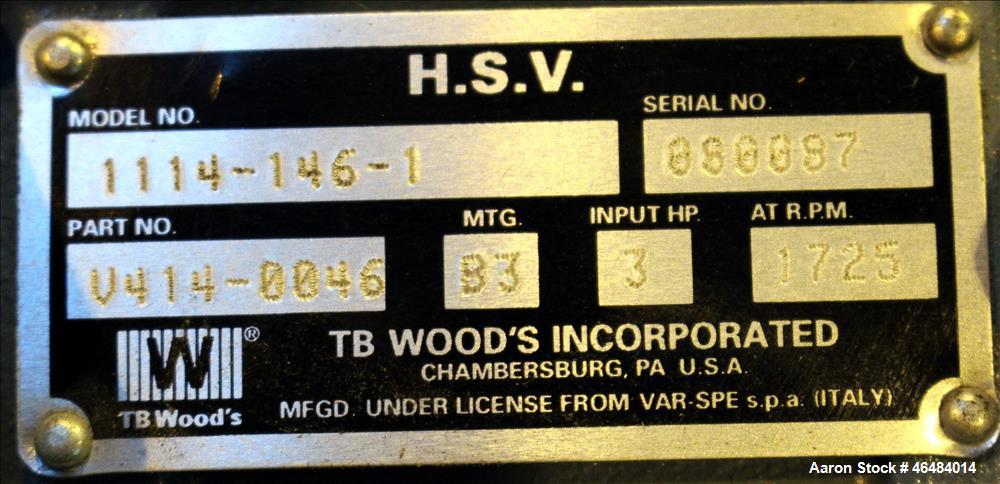 H.S.V.
MODEL NO.
SERIAL NO.
1114-146-1
PART NO.
MTG.
INPUT HP.
AT R.P.M.
V414-0046
B3
3
1725
W ®
TB Wood's
TB WOOD'S INCORPORATED
CHAMBERSBURG, PA U.S.A.
MFGD. UNDER LICENSE FROM VAR-SPE s.p.a. (ITALY)
Aaron Stock # 46484014